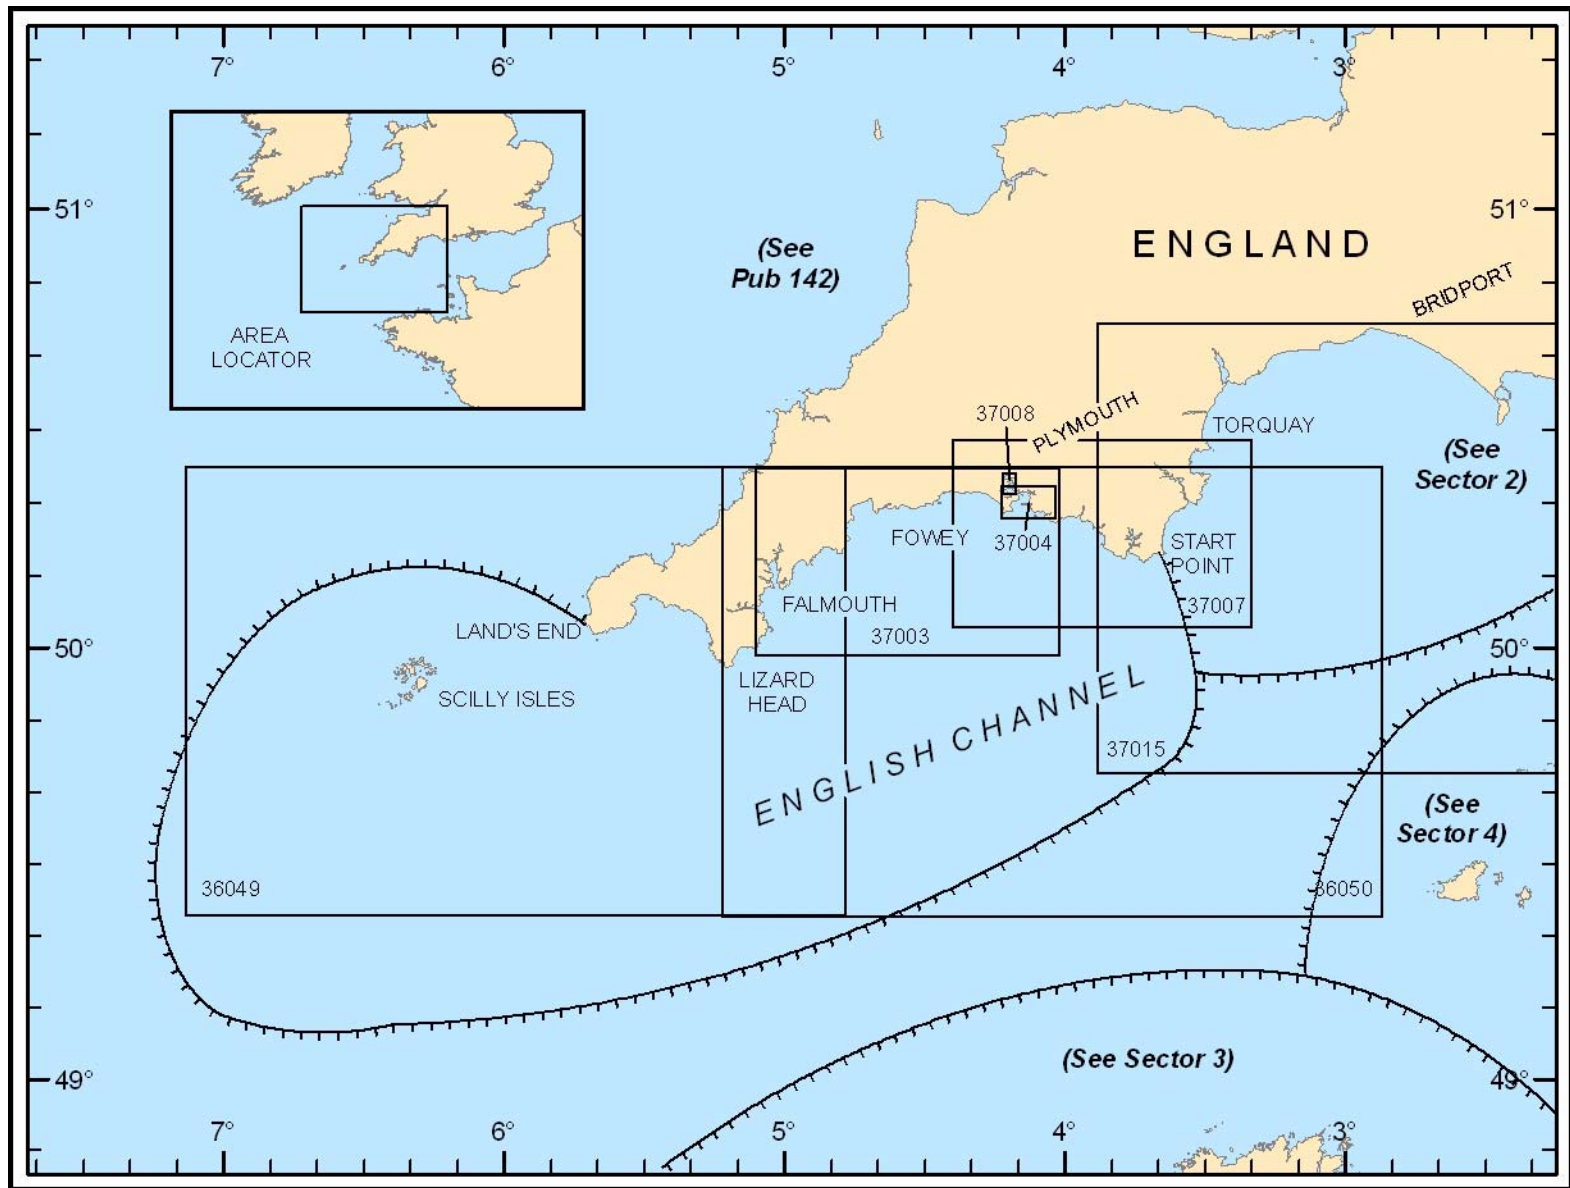 7°
6°
5°
4°
3°
51°
51°
ENGLAND
(See
Pub 142)
BRIDPORT
AREA
LOCATOR
37008
PLYMOUTH
TORQUAY
(See
Sector 2)
FOWEY
37004
START
POINT
37007
FALMOUTH
37003
LAND'S END
50°
50°
SCILLY ISLES
LIZARD
HEAD
ENGLISH CHANNEL
37015
(See
Sector 4)
36049
36050
(See Sector 3)
49°
49°
7°
6°
5°
4°
3°